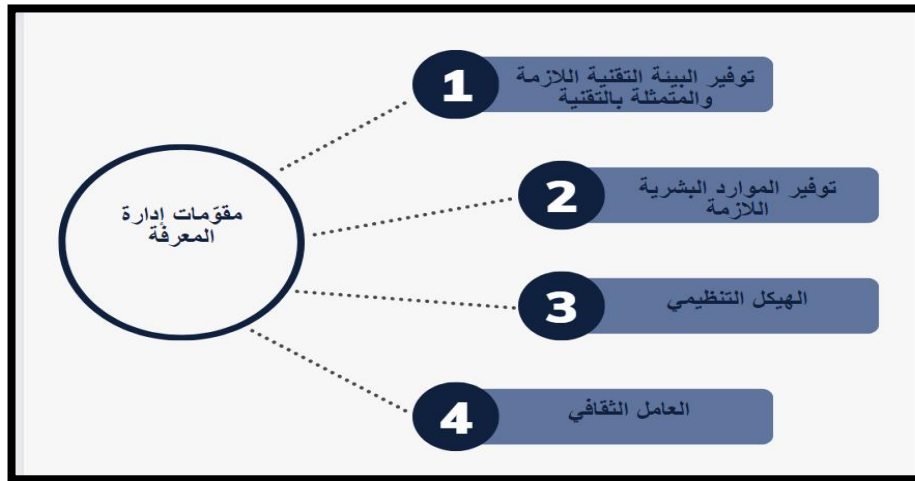 مقوّمات إدارة
المعرفة
1
توفير البيئة التقنية اللازمة
والمتمثلة بالتقنية
2
توفير الموارد البشرية
اللازمة
3
الهيكل التنظيمي
4
العامل الثقافي